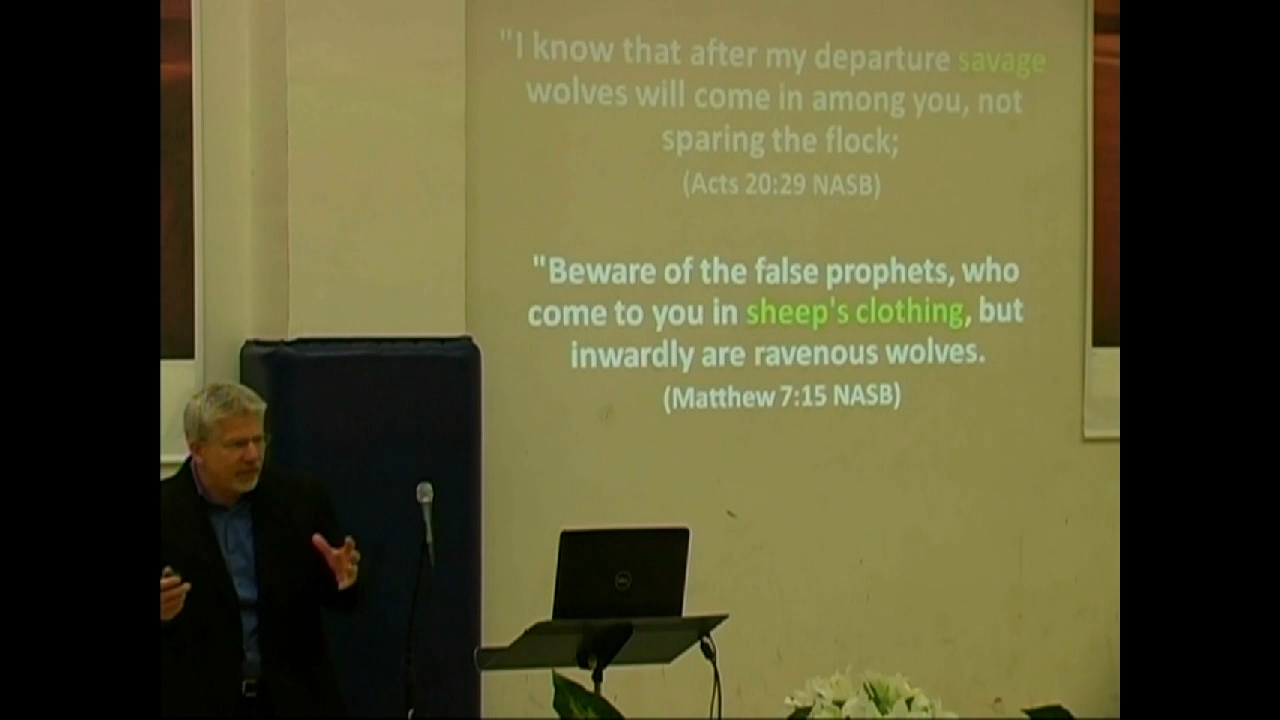 "I know that after my departure savage
wolves will come in among you, not
sparing the flock;
(Acts 20:29 NASB)
"Beware of the false prophets, who
come to you in sheep's clothing, but
inwardly are ravenous wolves.
(Matthew 7:15 NASB)
DELL